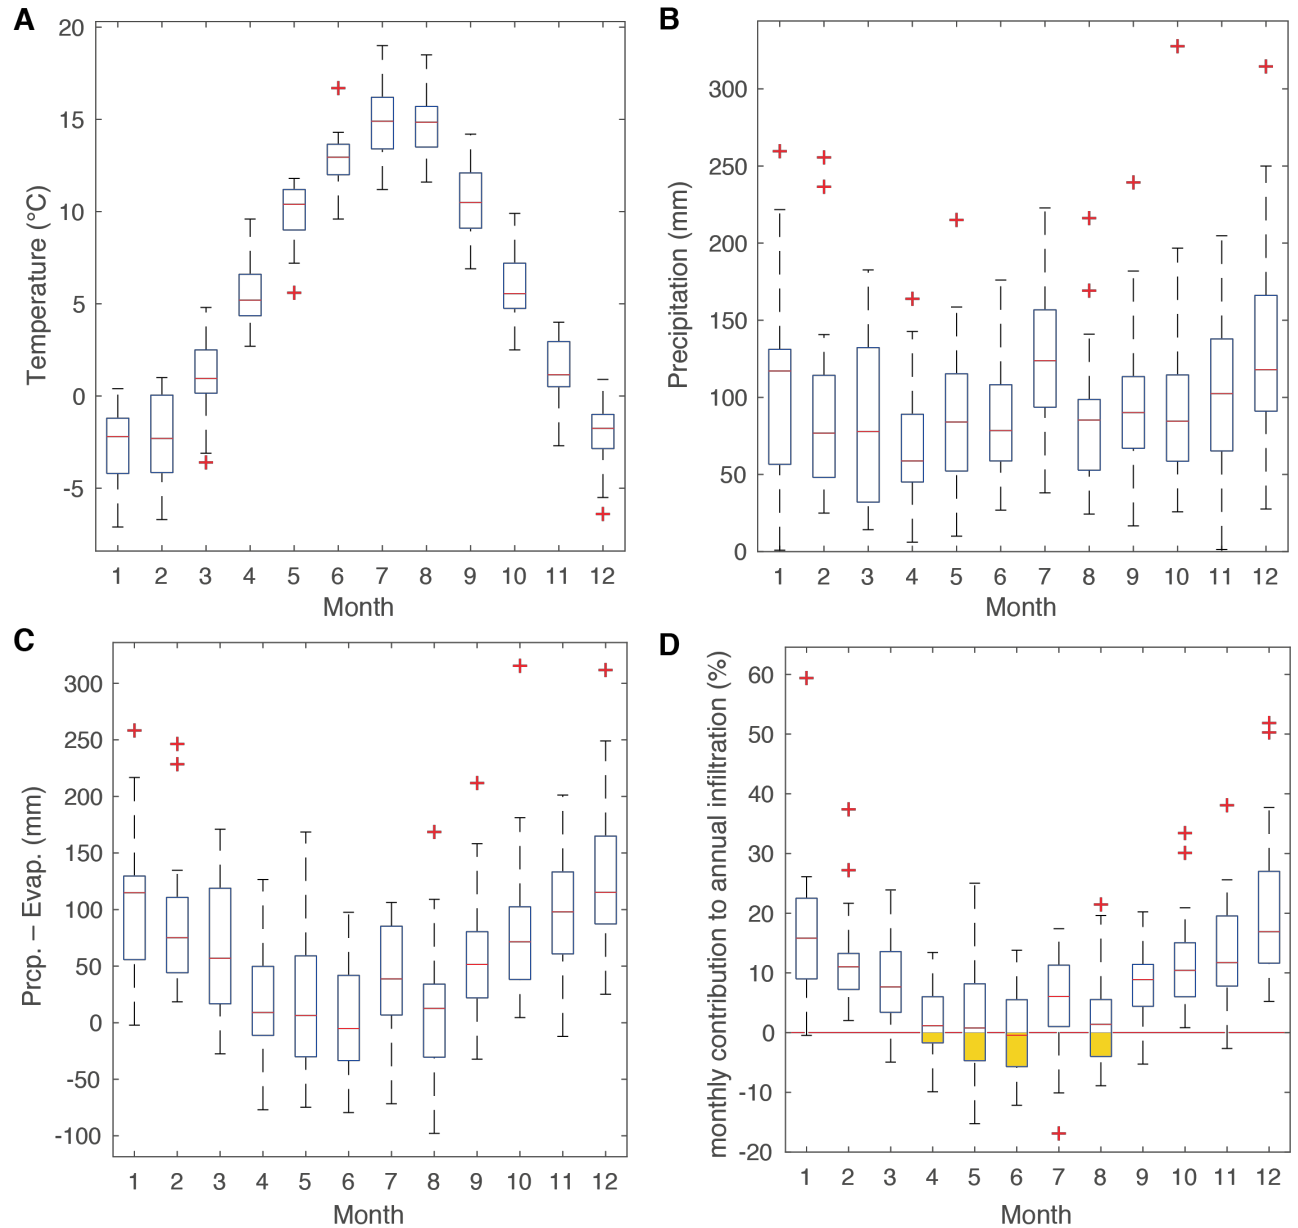 A
20
15
10
5
0
-5
Temperature (°C)
1 2 3 4 5 6 7 8 9 10 11 12
Month
B
300
250
200
150
100
50
0
Precipitation (mm)
1 2 3 4 5 6 7 8 9 10 11 12
Month
C
300
250
200
150
100
50
0
-50
-100
Prcp. – Evap. (mm)
1 2 3 4 5 6 7 8 9 10 11 12
Month
D
60
50
40
30
20
10
0
-10
-20
monthly contribution to annual infiltration (%)
1 2 3 4 5 6 7 8 9 10 11 12
Month